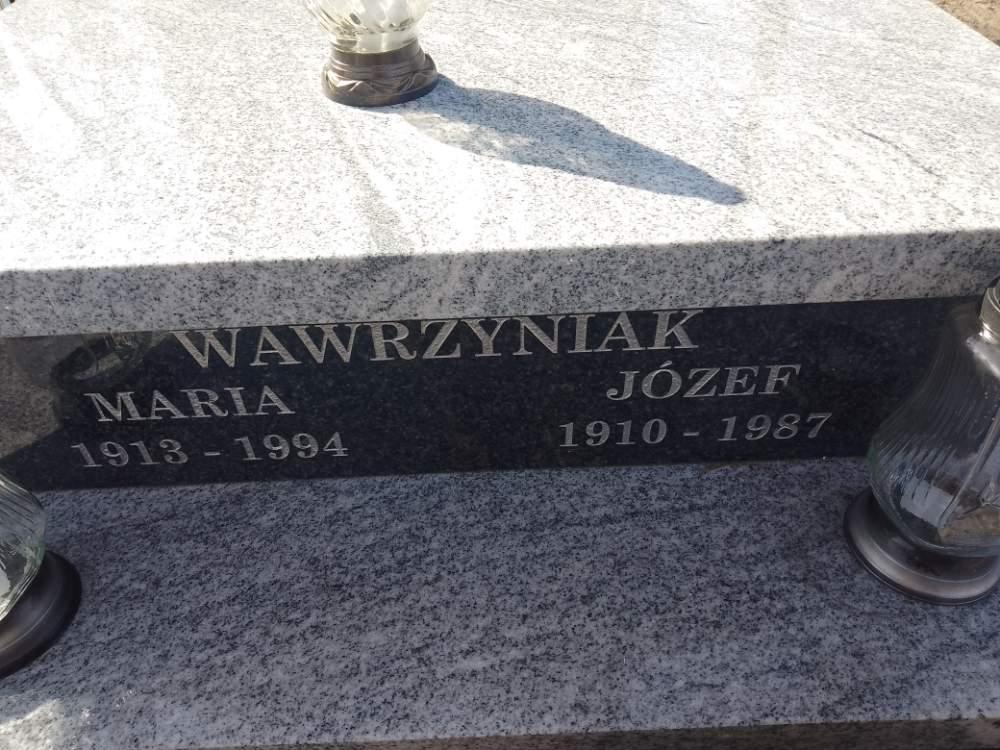 WAWRZYNIAK
MARIA JÓZEF
1913 - 1994 1910 - 1987